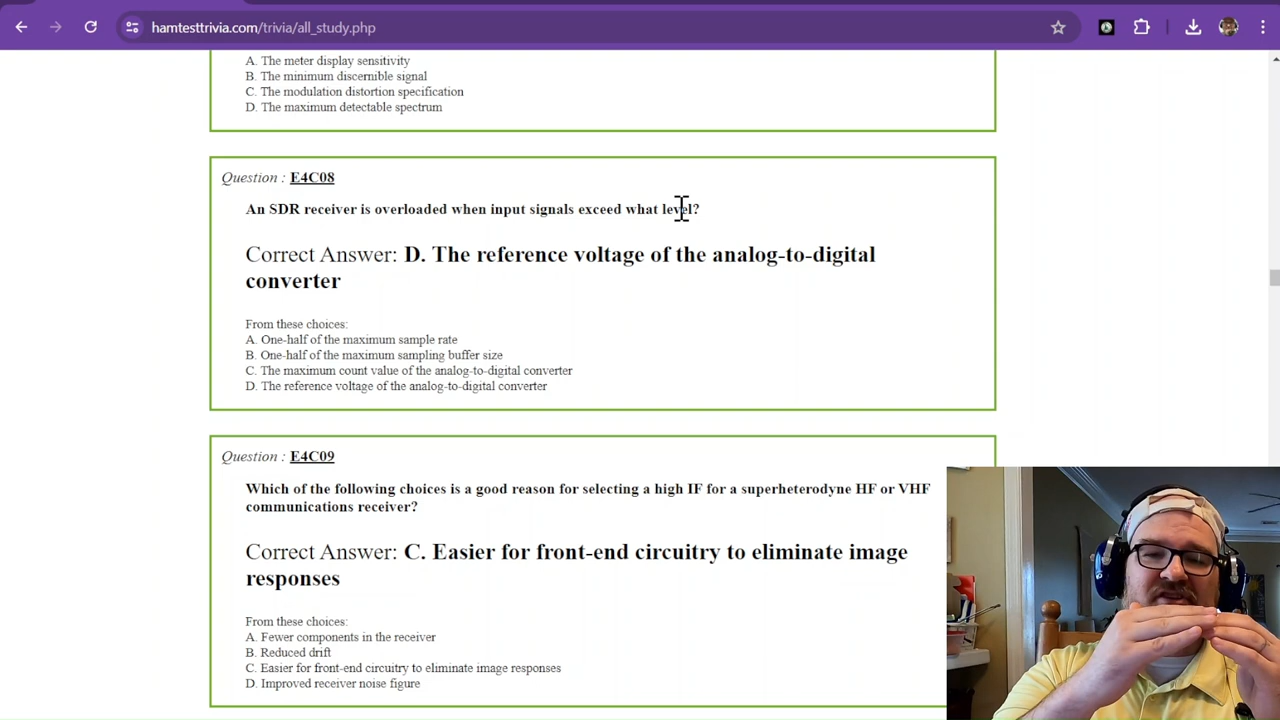 hamtesttrivia.com/trivia/all_study.php
A. The meter display sensitivity
B. The minimum discernible signal
C. The modulation distortion specification
D. The maximum detectable spectrum
Question : E4C08
An SDR receiver is overloaded when input signals exceed what level?
Correct Answer: D. The reference voltage of the analog-to-digital
converter
From these choices:
A. One-half of the maximum sample rate
B. One-half of the maximum sampling buffer size
C. The maximum count value of the analog-to-digital converter
D. The reference voltage of the analog-to-digital converter
Question : E4C09
Which of the following choices is a good reason for selecting a high IF for a superheterodyne HF or VHF
communications receiver?
Correct Answer: C. Easier for front-end circuitry to eliminate image
responses
From these choices:
A. Fewer components in the receiver
B. Reduced drift
C. Easier for front-end circuitry to eliminate image responses
D. Improved receiver noise figure